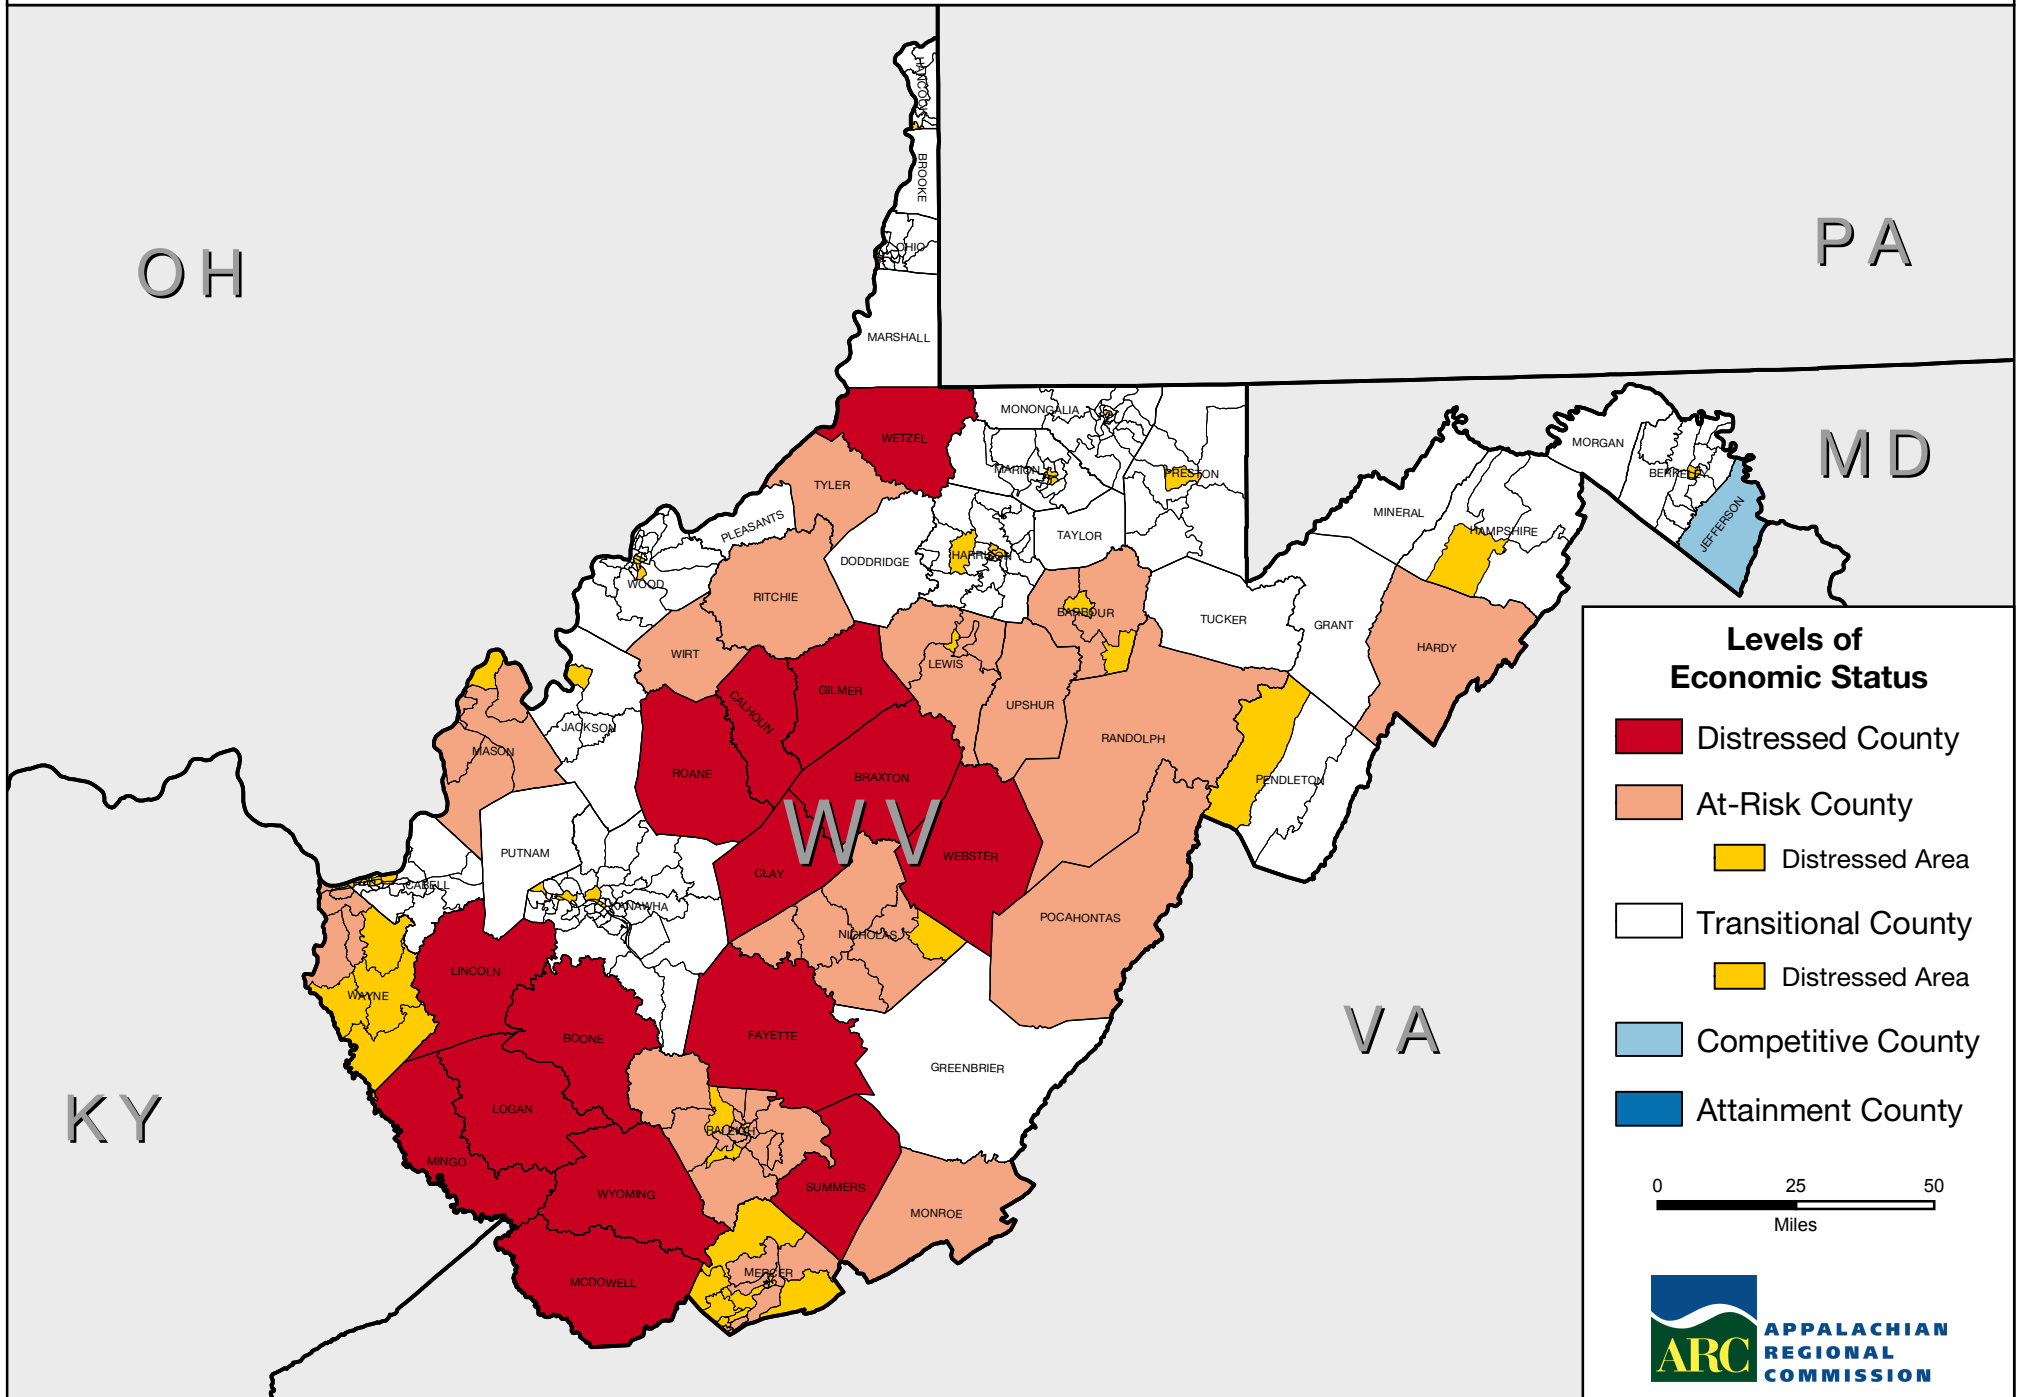 HANCOCK
BROOKE
OHIO
OH
PA
MARSHALL
WETZEL
MONONGALIA
MORGAN
MD
MARION
PRESTON
BERKELEY
TYLER
MINERAL
JEFFERSON
PLEASANTS
HAMPSHIRE
TAYLOR
DODDRIDGE
HARRISON
WOOD
RITCHIE
BARBOUR
TUCKER
GRANT
HARDY
WIRT
LEWIS
GILMER
CALHOUN
UPSHUR
JACKSON
RANDOLPH
MASON
ROANE
BRAXTON
PENDLETON
WV
PUTNAM
WEBSTER
CLAY
CABELL
KANAWHA
POCAHONTAS
NICHOLAS
LINCOLN
WAYNE
VA
BOONE
FAYETTE
GREENBRIER
KY
LOGAN
RALEIGH
MINGO
SUMMERS
WYOMING
MONROE
MERCER
MCDOWELL
Levels of
Economic Status
Distressed County
At-Risk County
Distressed Area
Transitional County
Distressed Area
Competitive County
Attainment County
0 25 50
Miles
ARC
APPALACHIAN
REGIONAL
COMMISSION